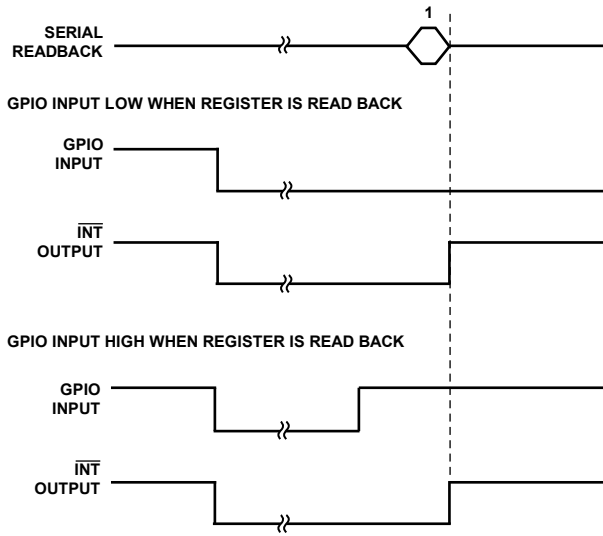 1
SERIAL
READBACK
GPIO INPUT LOW WHEN REGISTER IS READ BACK
GPIO
INPUT
INT
OUTPUT
GPIO INPUT HIGH WHEN REGISTER IS READ BACK
GPIO
INPUT
INT
OUTPUT